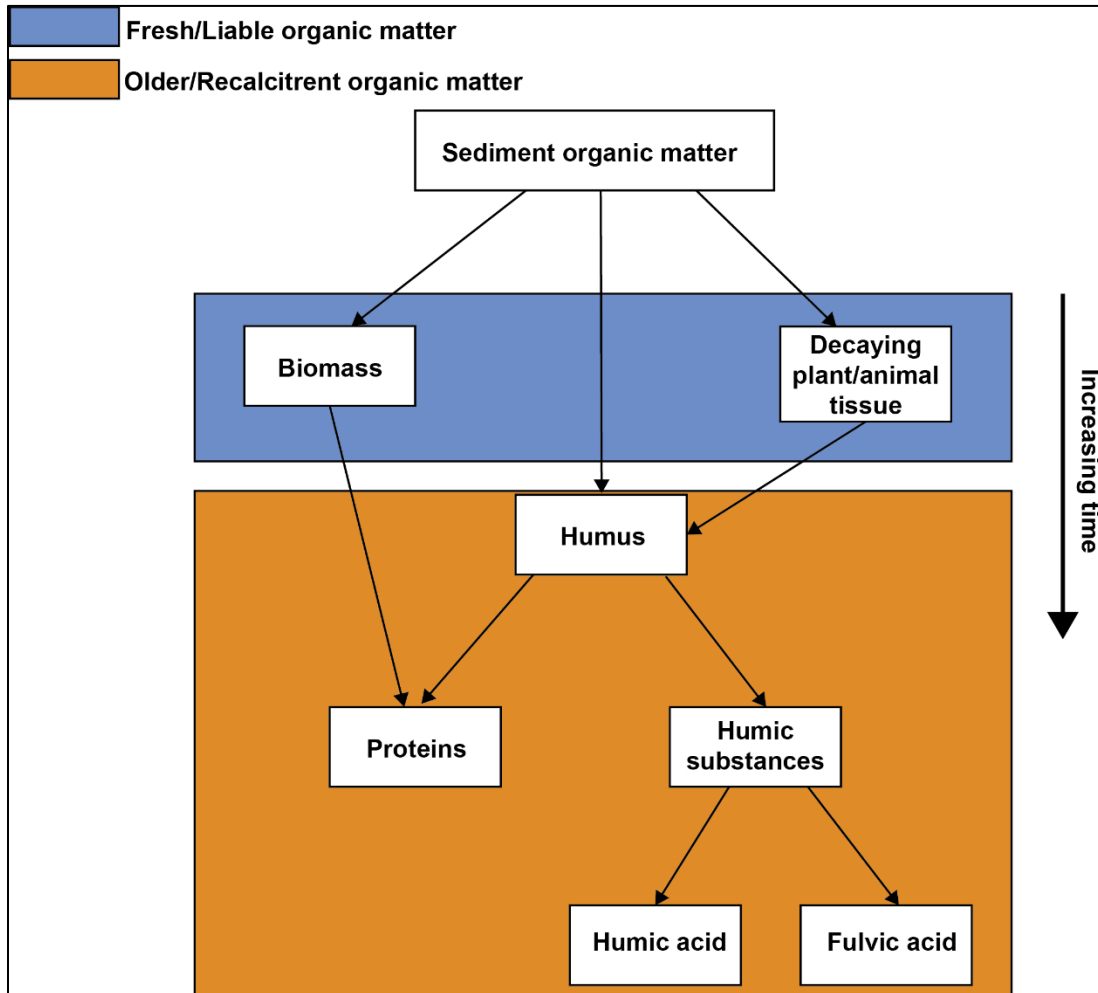 Fresh/Liable organic matter
Older/Recalcitrent organic matter
Sediment organic matter
Biomass
Decaying
plant/animal
tissue
Increasing time
Humus
Proteins
Humic
substances
Humic acid
Fulvic acid